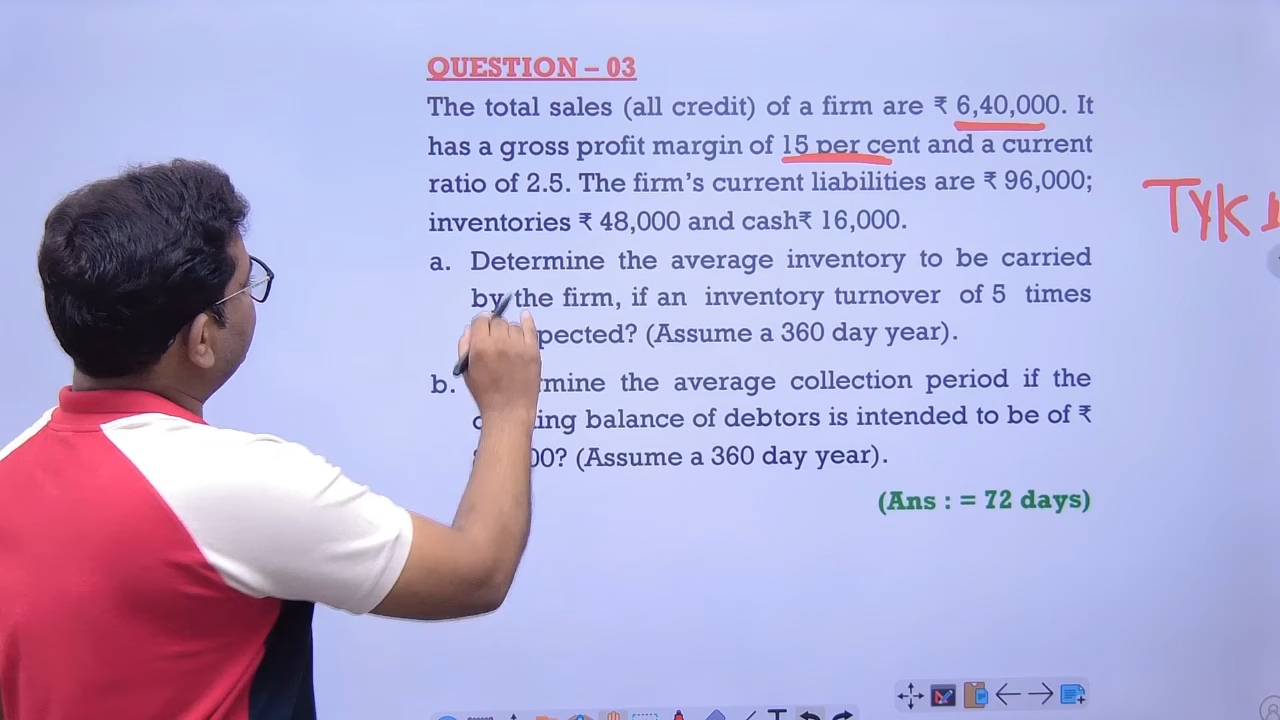 QUESTION – 03
The total sales (all credit) of a firm are ₹ 6,40,000. It
has a gross profit margin of 15 per cent and a current
ratio of 2.5. The firm's current liabilities are ₹ 96,000;
inventories ₹ 48,000 and cash₹ 16,000.
TYK
a. Determine the average inventory to be carried
by the firm, if an inventory turnover of 5 times
pected? (Assume a 360 day year).
b. mine the average collection period if the
ing balance of debtors is intended to be of ₹
00? (Assume a 360 day year).
(Ans : = 72 days)